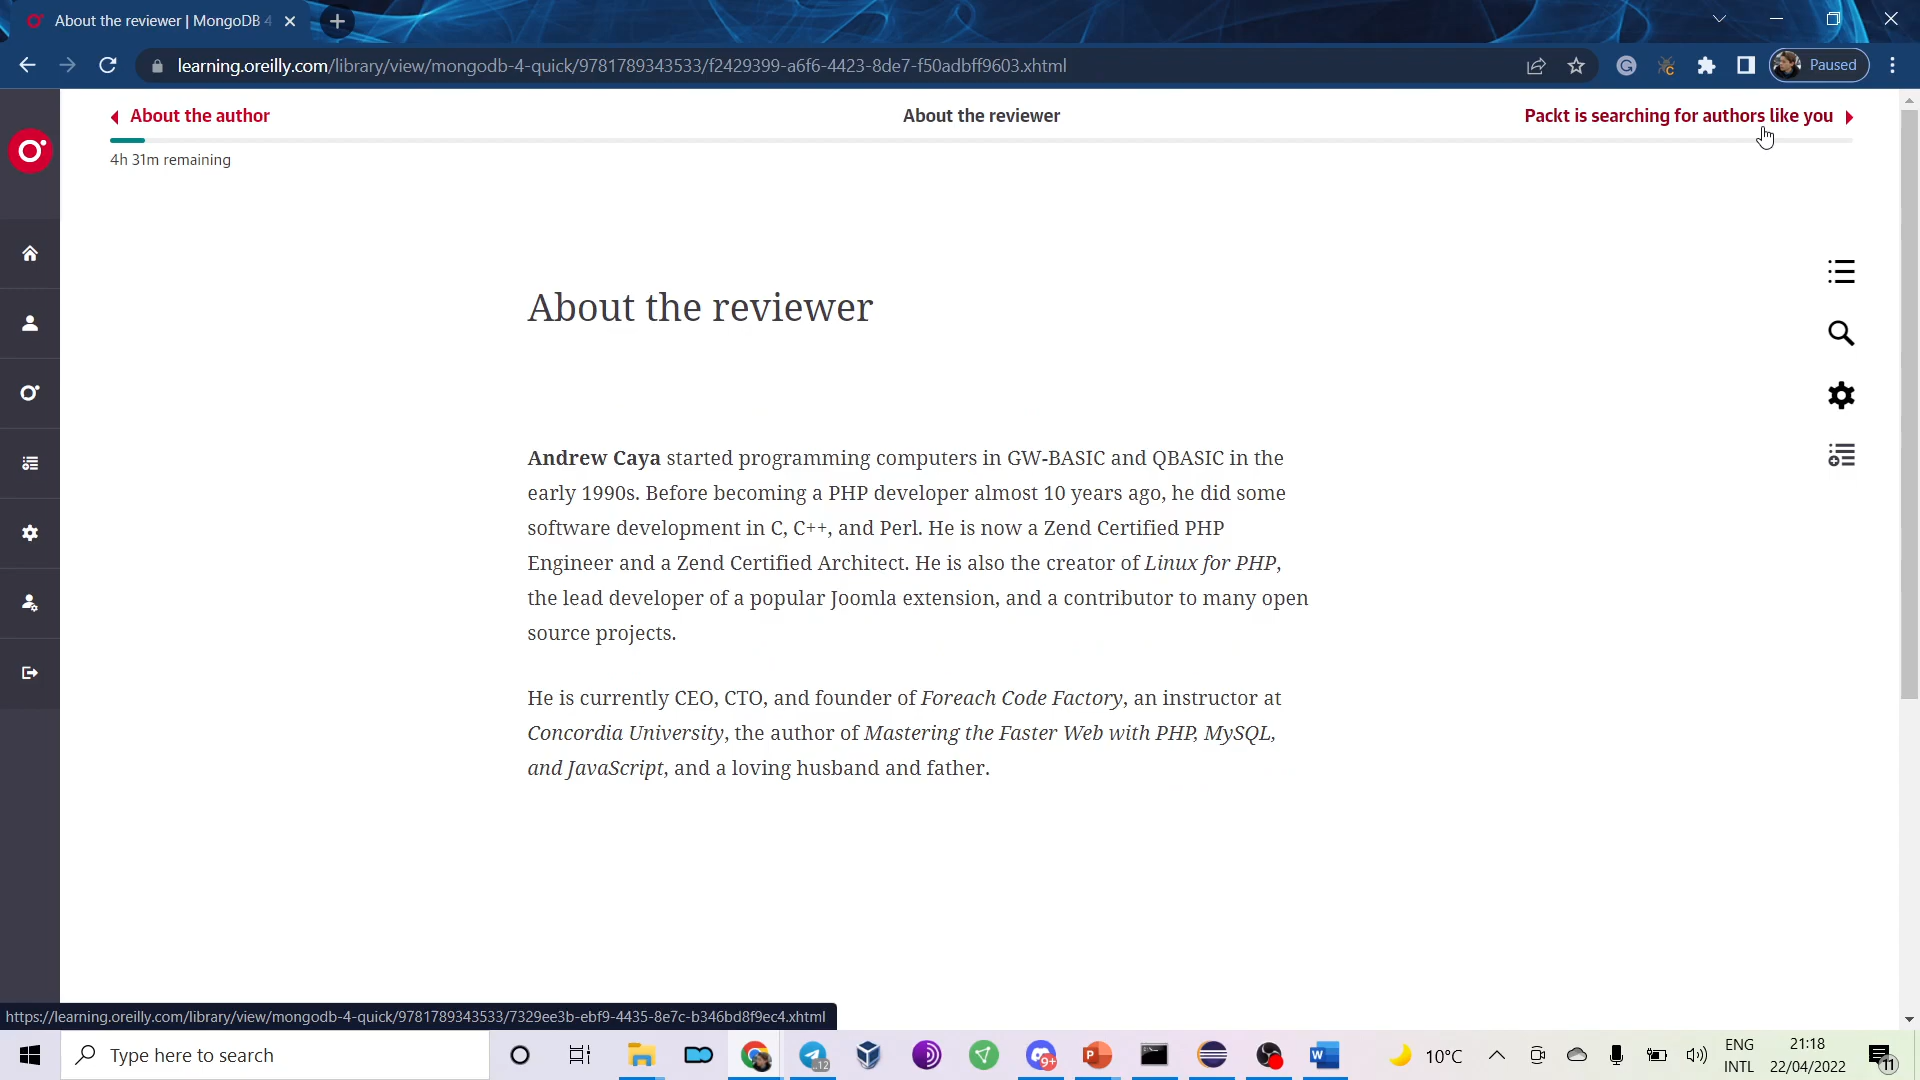 About the reviewer | MongoDB 4
learning.oreilly.com/library/view/mongodb-4-quick/9781789343533/f2429399-a6f6-4423-8de7-f50adbff9603.xhtml
Paused
About the author
About the reviewer
Packt is searching for authors like you
4h 31m remaining
About the reviewer
Andrew Caya started programming computers in GW-BASIC and QBASIC in the
early 1990s. Before becoming a PHP developer almost 10 years ago, he did some
software development in C, C++, and Perl. He is now a Zend Certified PHP
Engineer and a Zend Certified Architect. He is also the creator of Linux for PHP,
the lead developer of a popular Joomla extension, and a contributor to many open
source projects.
He is currently CEO, CTO, and founder of Foreach Code Factory, an instructor at
Concordia University, the author of Mastering the Faster Web with PHP, MySQL,
and JavaScript, and a loving husband and father.
https://learning.oreilly.com/library/view/mongodb-4-quick/9781789343533/7329ee3b-ebf9-4435-8e7c-b346bd8f9ec4.xhtml
Type here to search
12
9+
10°C
ENG
INTL
21:18
22/04/2022
11